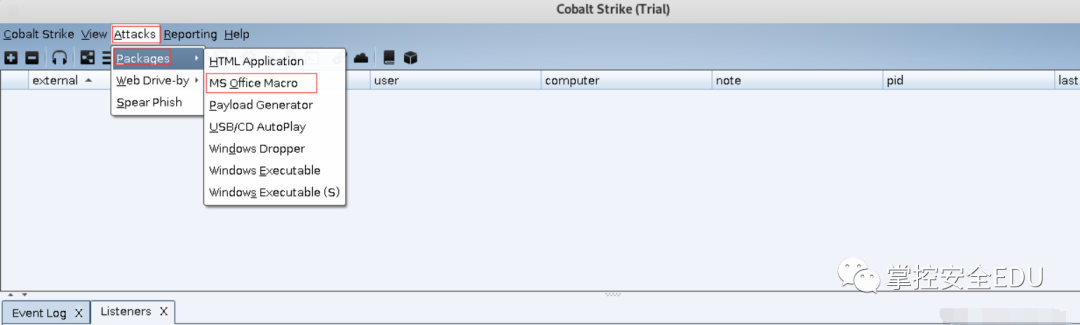 Cobalt Strike (Trial)
Cobalt Strike View Attacks Reporting Help
Packages
Web Drive-by
Spear Phish
HTML Application
MS Office Macro
Payload Generator
USB/CD AutoPlay
Windows Dropper
Windows Executable
Windows Executable (S)
external user computer note pid last
掌控安全EDU
Event Log X Listeners X